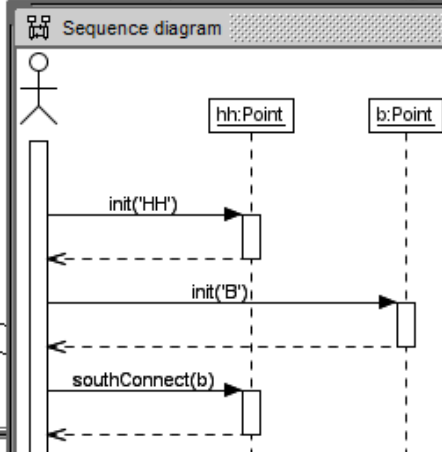 Sequence diagram
hh:Point
b:Point
init('HH')
init('B')
southConnect(b)